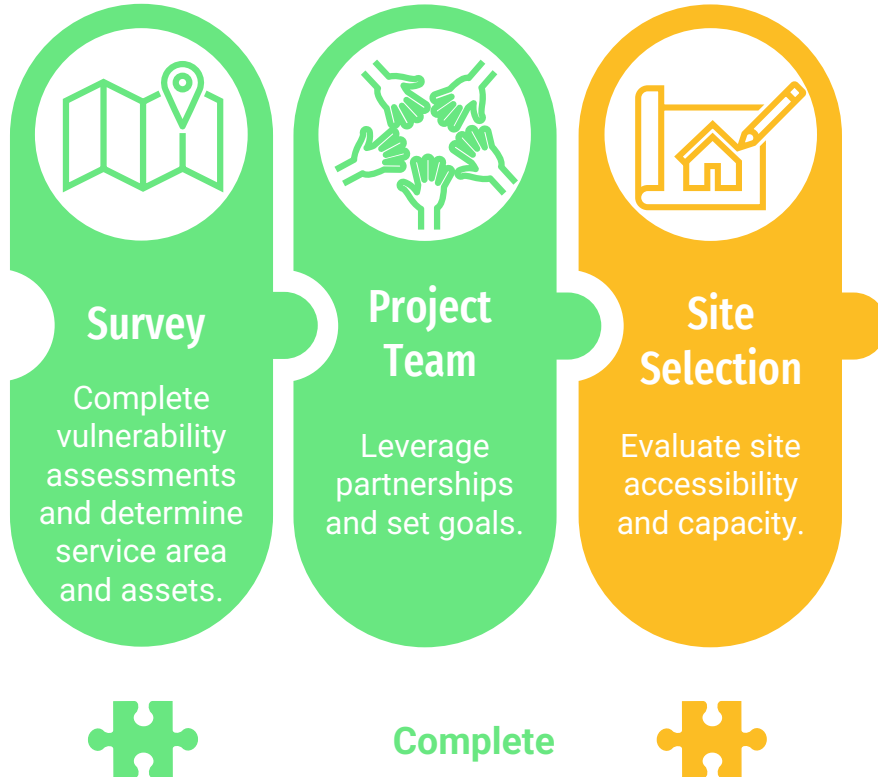 Survey
Complete
vulnerability
assessments
and determine
service area
and assets.
Project
Team
Leverage
partnerships
and set goals.
Site
Selection
Evaluate site
accessibility
and capacity.
Complete